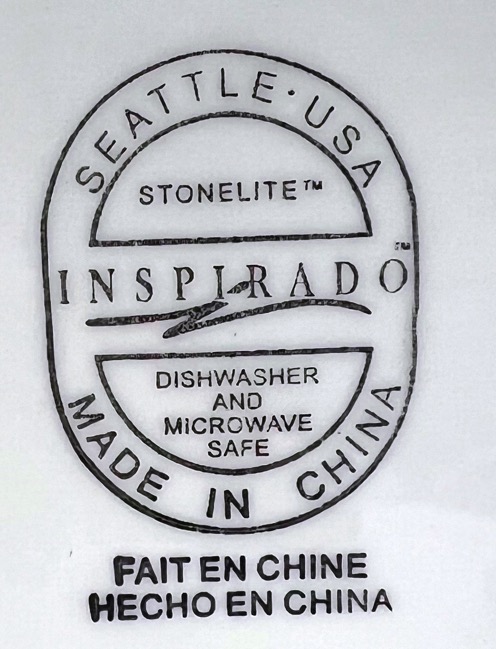 SEATTLE·USA
STONELITE™
INSPIRADO™
DISHWASHER
AND
MICROWAVE
SAFE
MADE IN CHINA
FAIT EN CHINE
HECHO EN CHINA